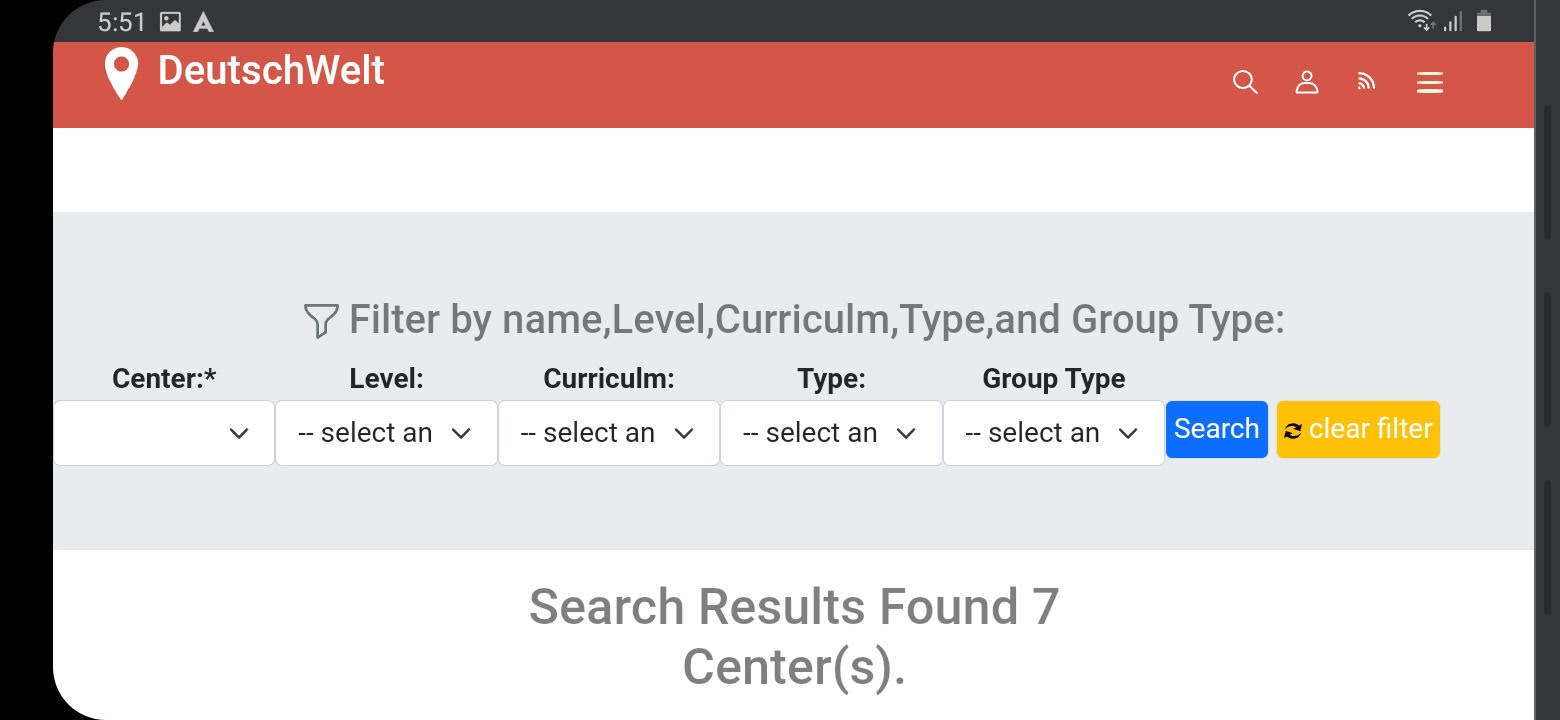 5:51
DeutschWelt
Filter by name,Level,Curriculm,Type,and Group Type:
Center:* Level: Curriculm: Type: Group Type
-- select an -- select an -- select an -- select an Search clear filter
Search Results Found 7
Center(s).